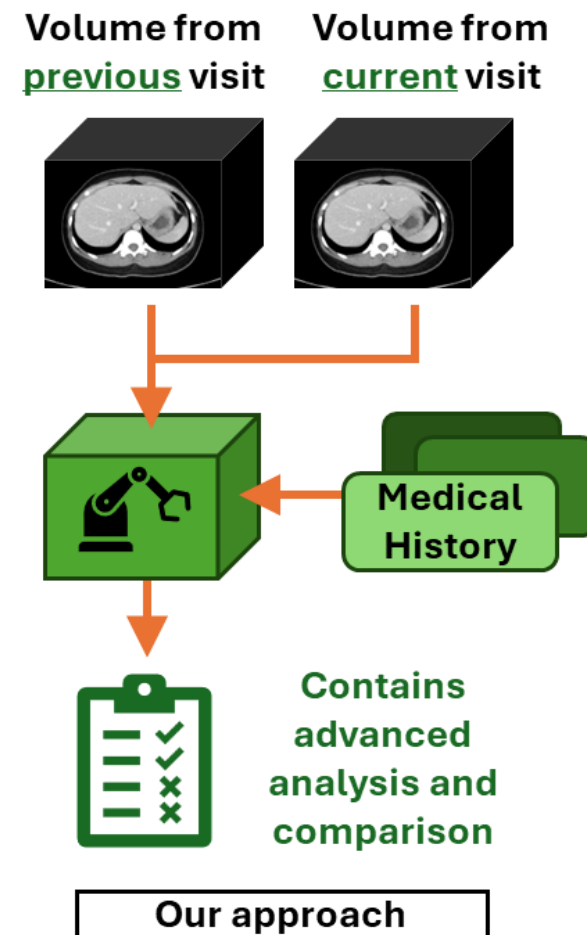 Volume from
previous visit
Volume from
current visit
Medical
History
Contains
advanced
analysis and
comparison
Our approach